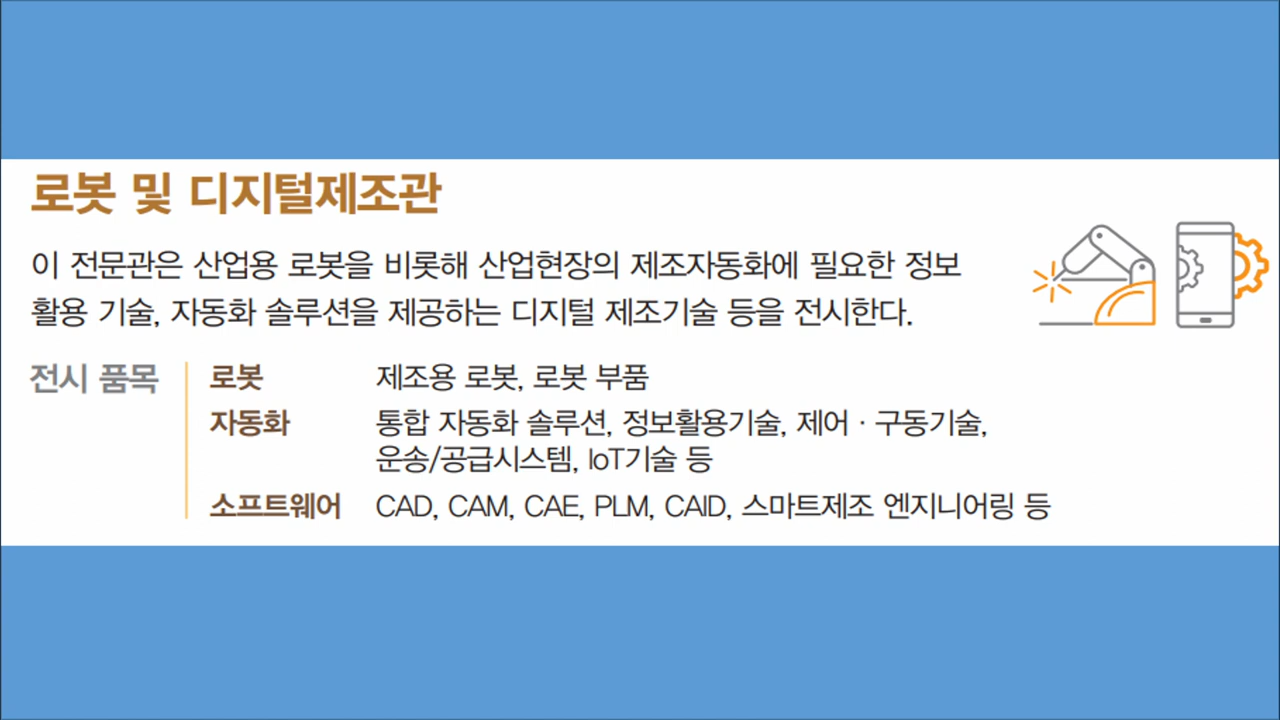 로봇 및 디지털제조관
이 전문관은 산업용 로봇을 비롯해 산업현장의 제조자동화에 필요한 정보
활용 기술, 자동화 솔루션을 제공하는 디지털 제조기술 등을 전시한다.
전시 품목 로봇 제조용 로봇, 로봇 부품
자동화 통합 자동화 솔루션, 정보활용기술, 제어 · 구동기술,
운송/공급시스템, IoT기술 등
소프트웨어 CAD, CAM, CAE, PLM, CAID, 스마트제조 엔지니어링 등